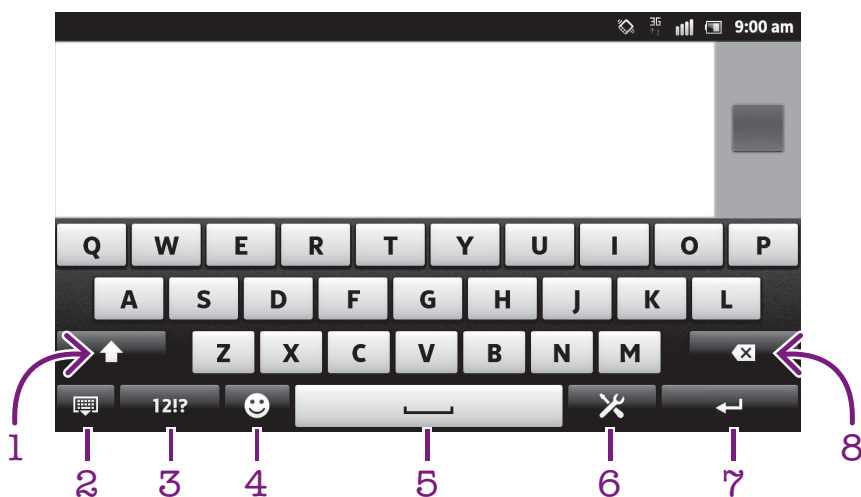 3G 9:00 am
Q W E R T Y U I O P
A S D F G H J K L
Z X C V B N M
12!?
1 8
2 3 4 5 6 7